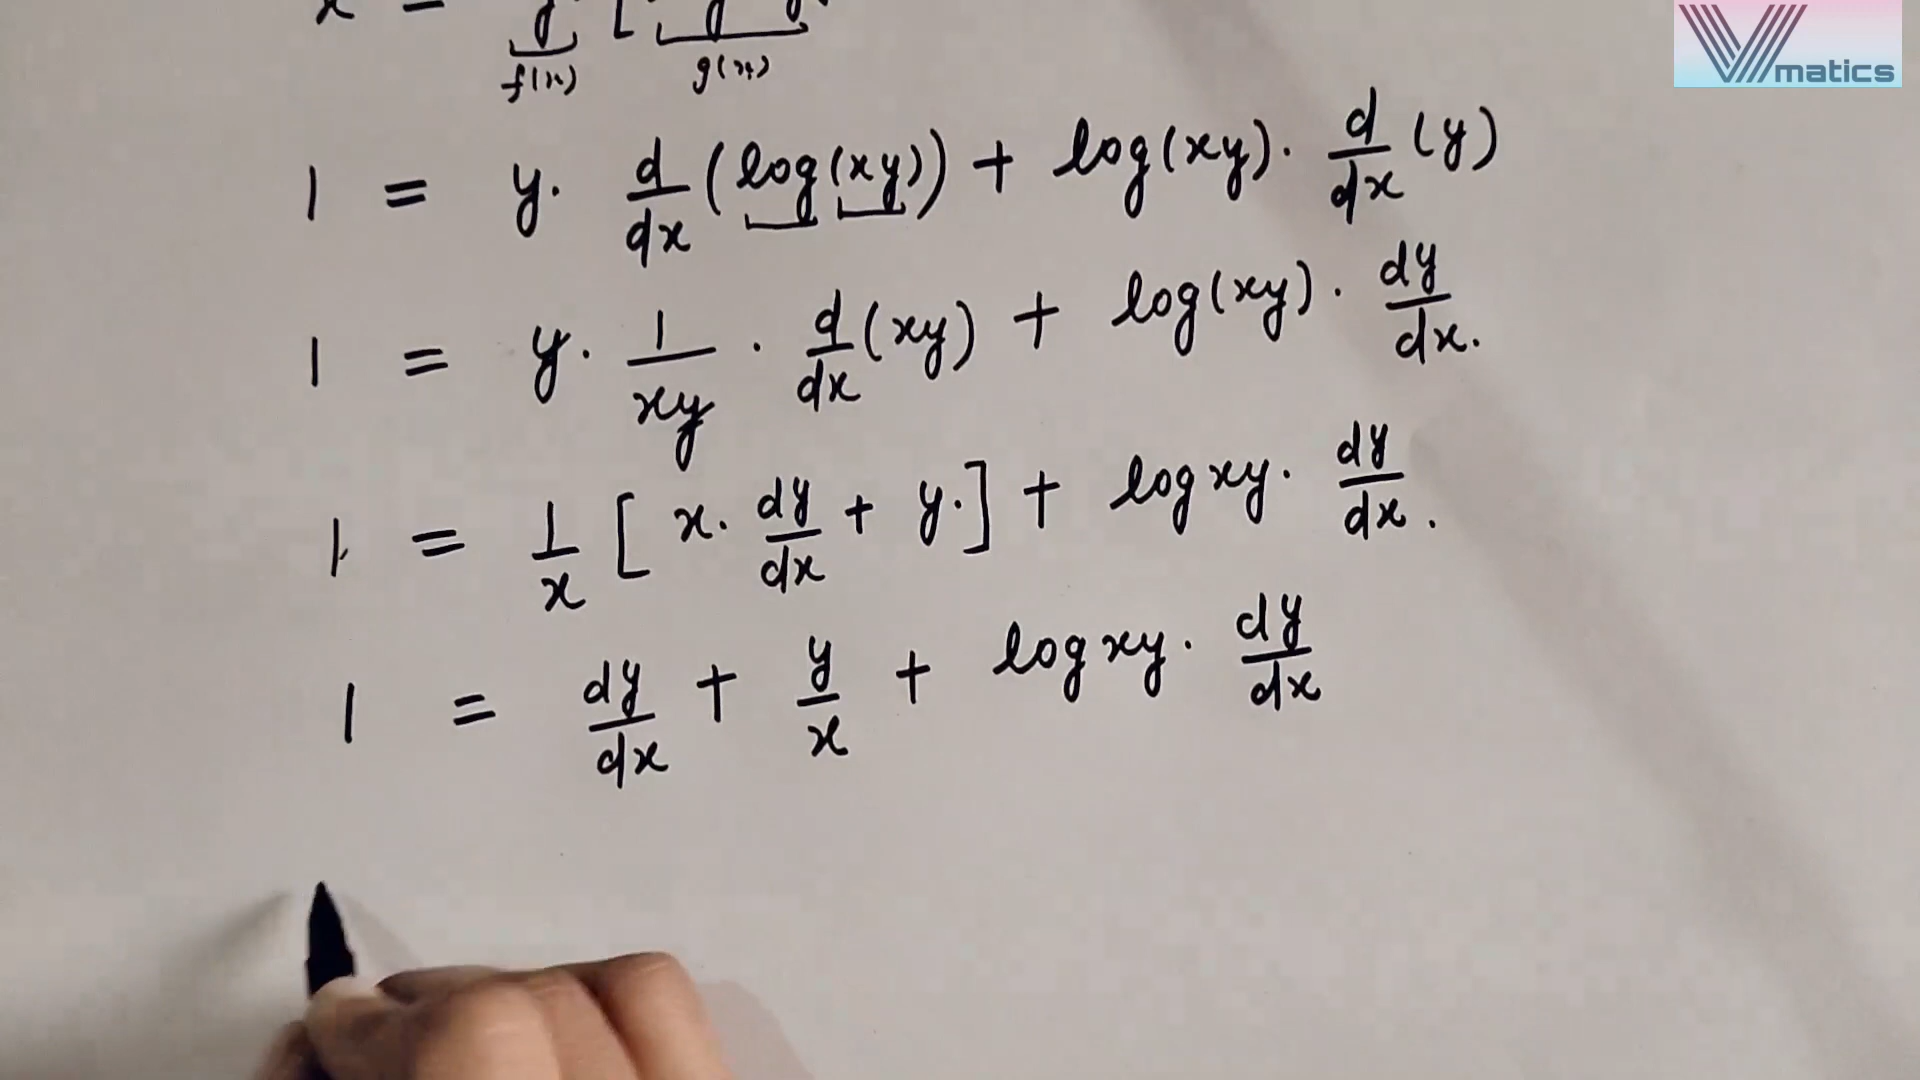 x = y [
f(x) g(x)
1 = y. d/dx (log(xy)) + log(xy). d/dx (y)
1 = y. 1/xy . d/dx (xy) + log(xy). dy/dx.
1 = 1/x [x. dy/dx + y.] + log xy. dy/dx.
1 = dy/dx + y/x + log xy. dy/dx
Vmatics